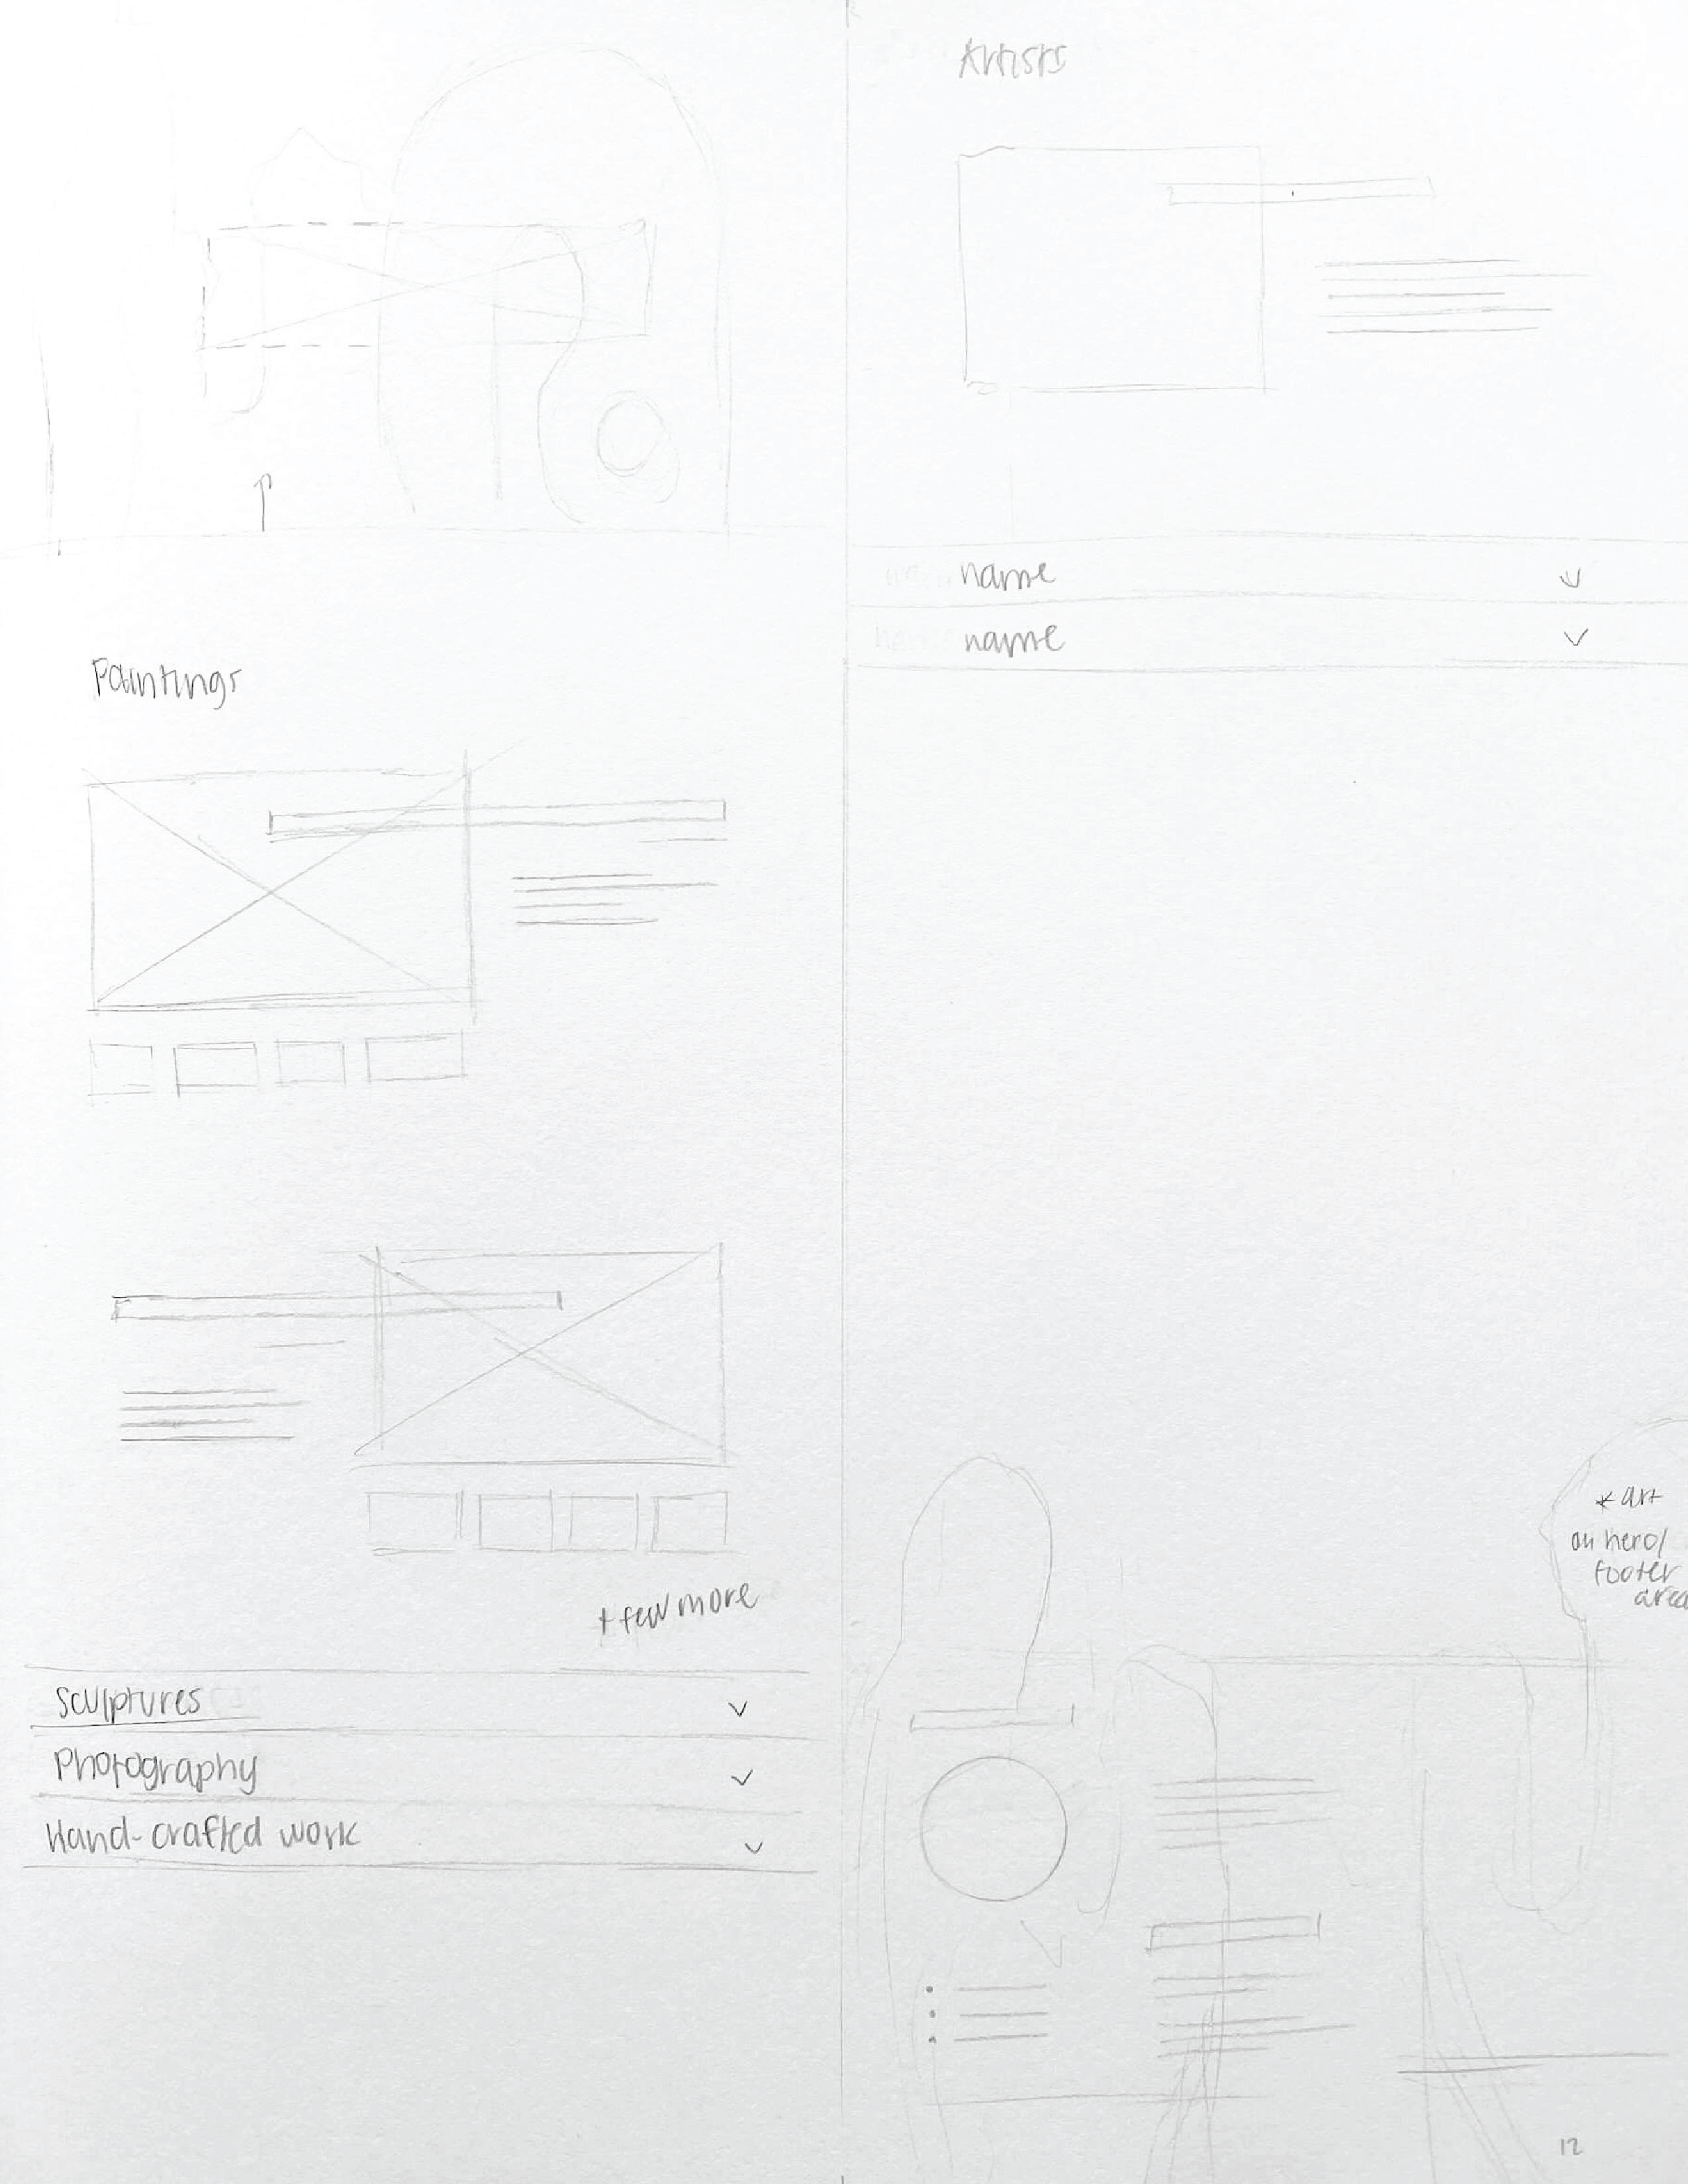 Paintings
+ few more
Sculptures
Photography
Hand-crafted work
Artists
name
name
* art
on hero/
footer
area
12